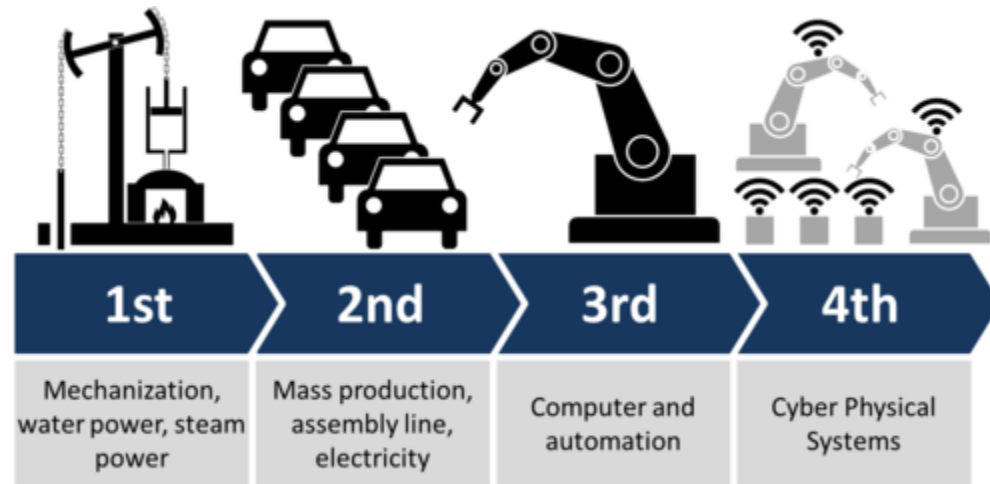 1st
2nd
3rd
4th
Mechanization,
water power, steam
power
Mass production,
assembly line,
electricity
Computer and
automation
Cyber Physical
Systems